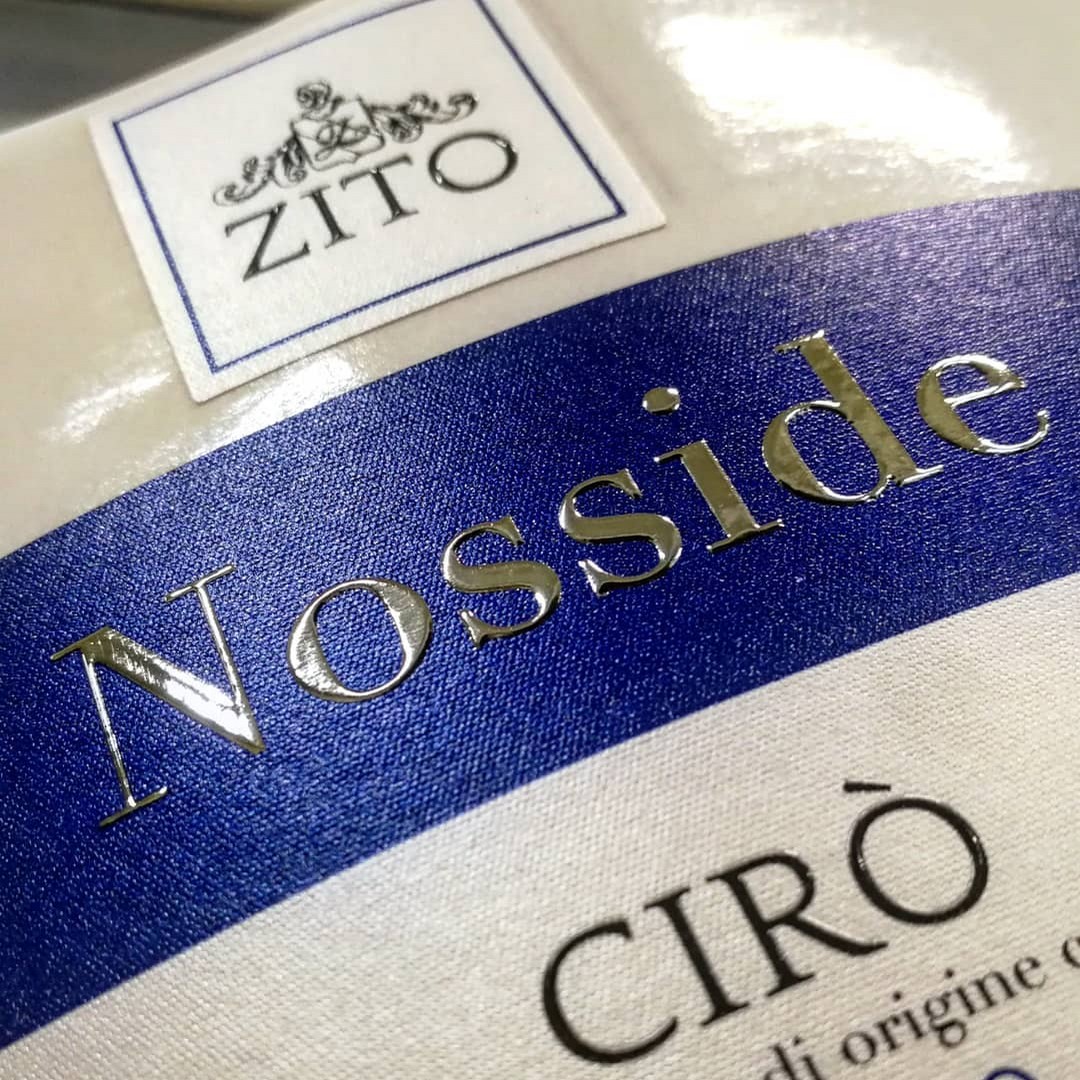 ZITO
Nosside
CIRÒ
di origine